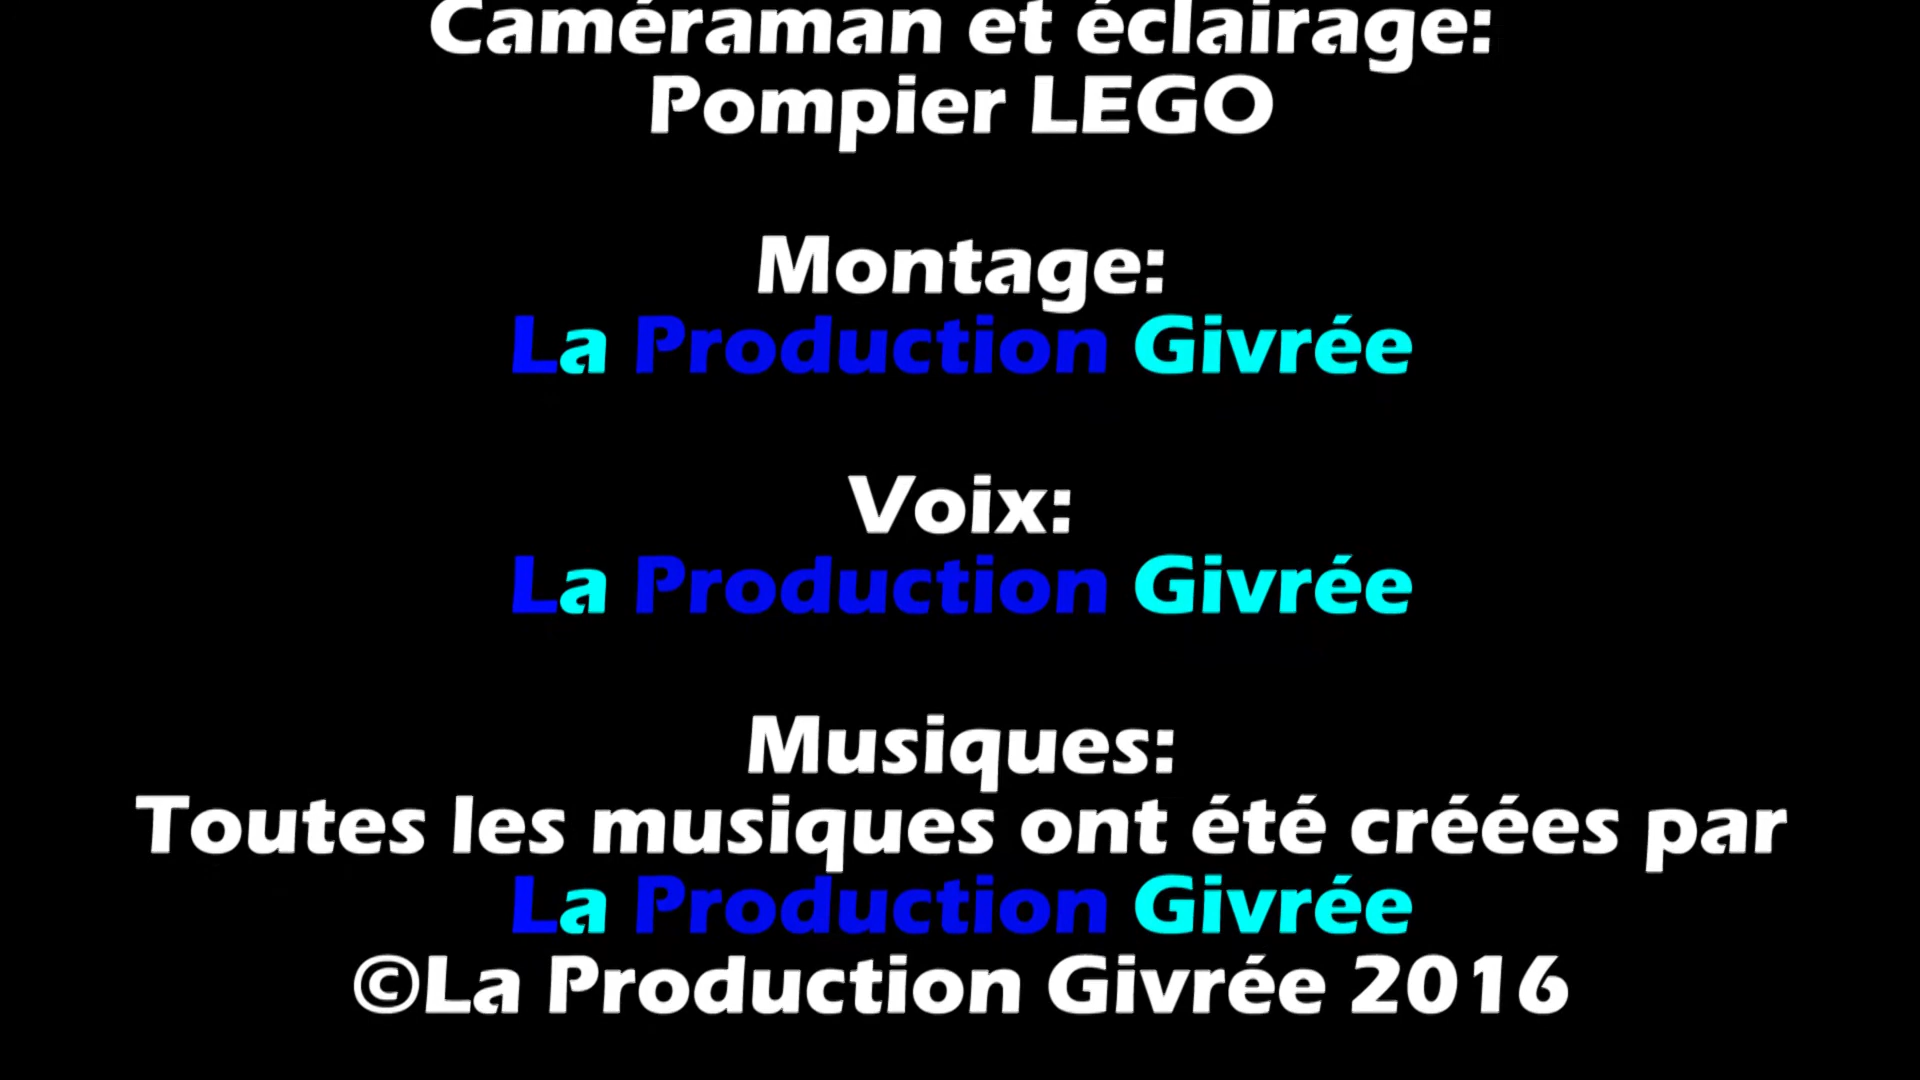 Caméraman et éclairage:
Pompier LEGO
Montage:
La Production Givrée
Voix:
La Production Givrée
Musiques:
Toutes les musiques ont été créées par
La Production Givrée
©La Production Givrée 2016